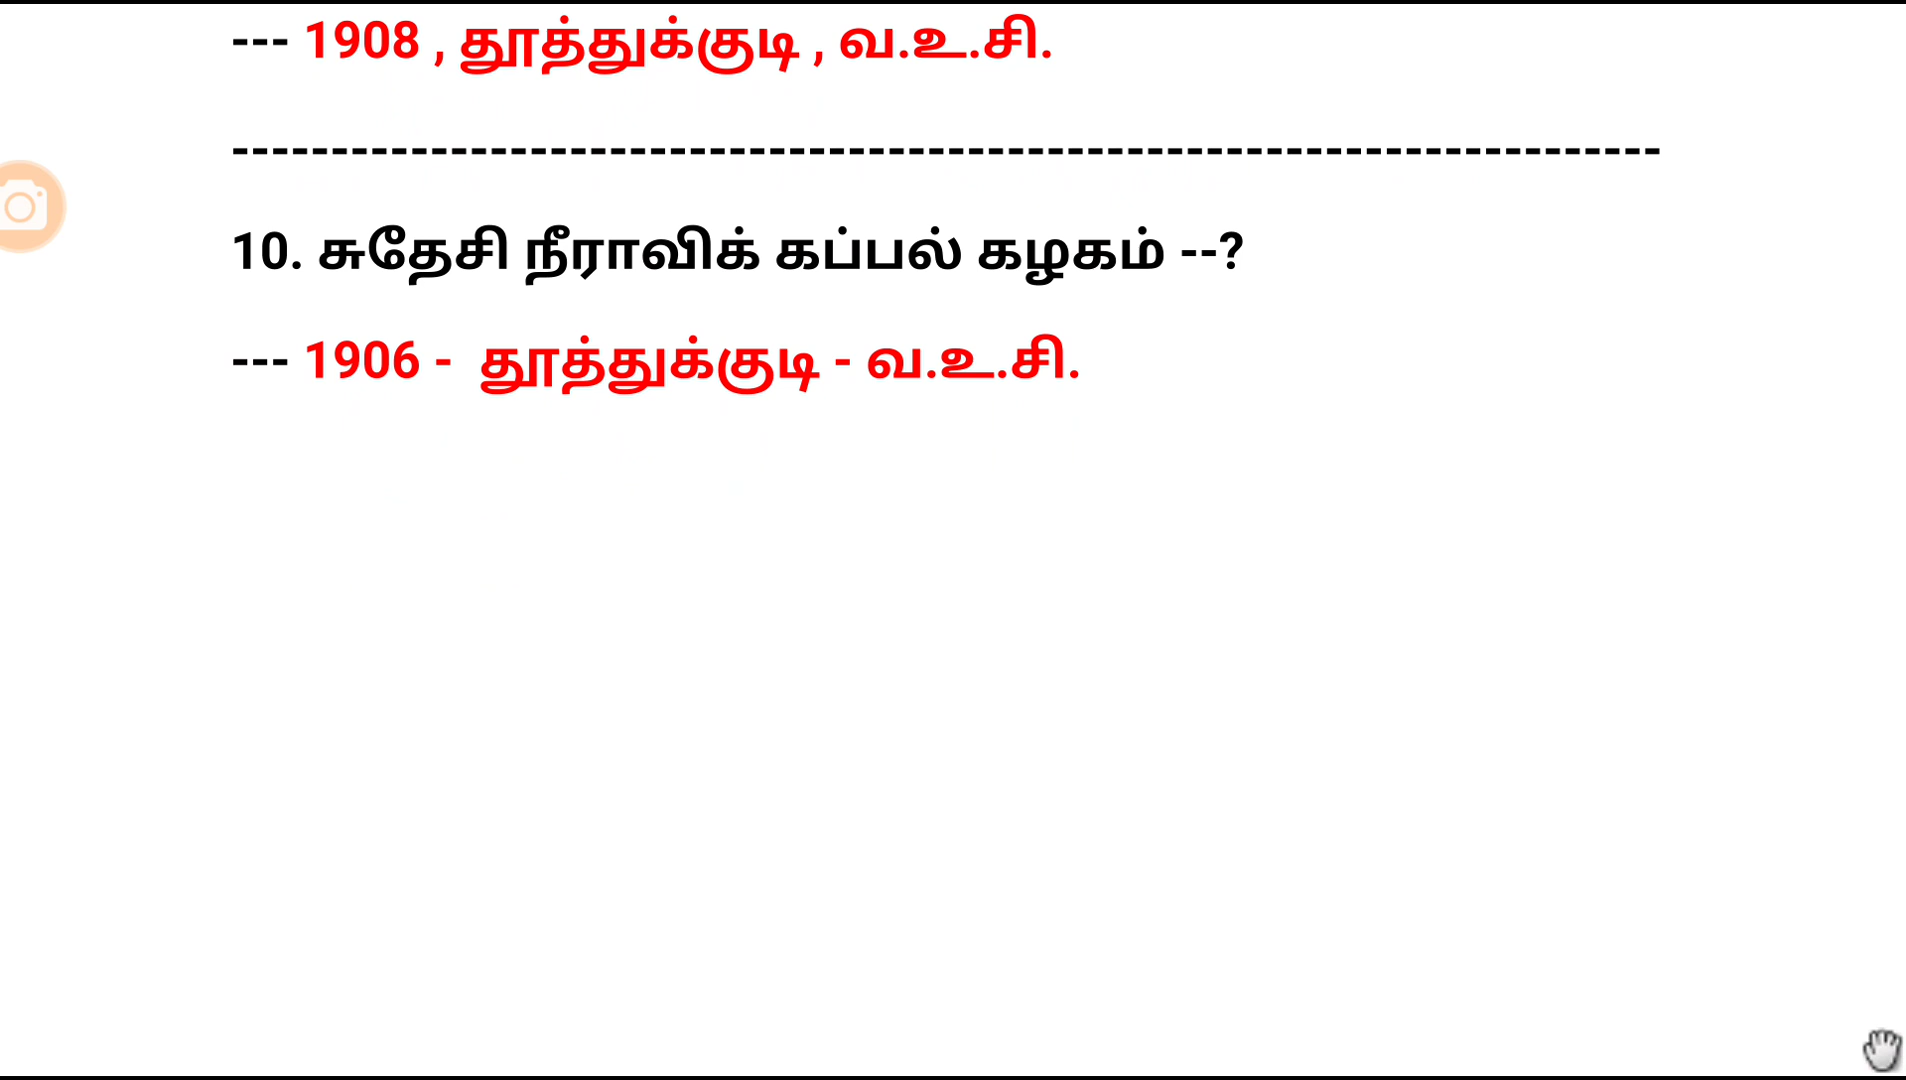 --- 1908 , தூத்துக்குடி , வ.உ.சி.
------------------------------------------------------------------------
10. சுதேசி நீராவிக் கப்பல் கழகம் --?
--- 1906 - தூத்துக்குடி - வ.உ.சி.